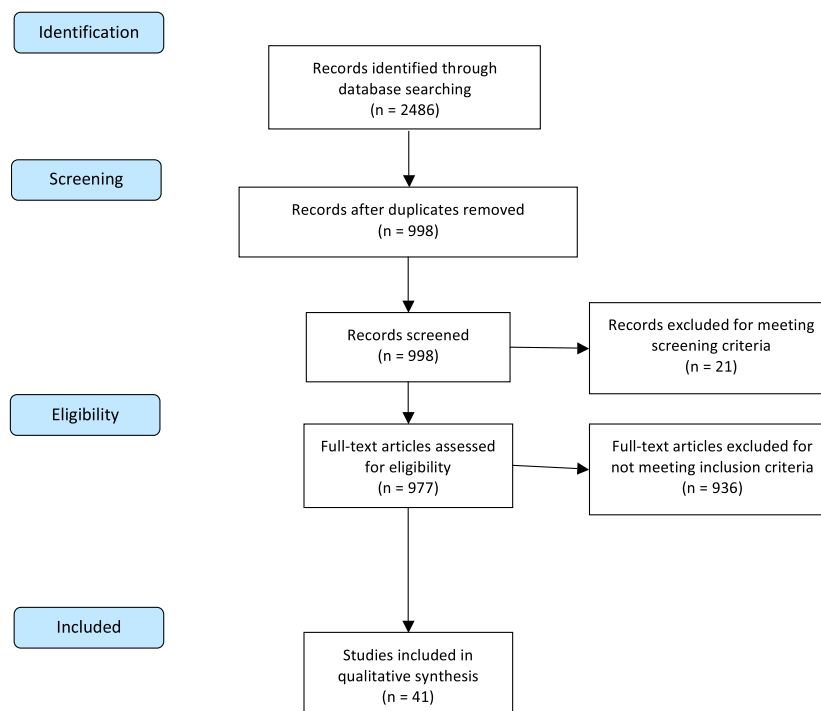 Identification
Records identified through
database searching
(n = 2486)
Screening
Records after duplicates removed
(n = 998)
Records screened
(n = 998)
Records excluded for meeting
screening criteria
(n = 21)
Eligibility
Full-text articles assessed
for eligibility
(n = 977)
Full-text articles excluded for
not meeting inclusion criteria
(n = 936)
Included
Studies included in
qualitative synthesis
(n = 41)